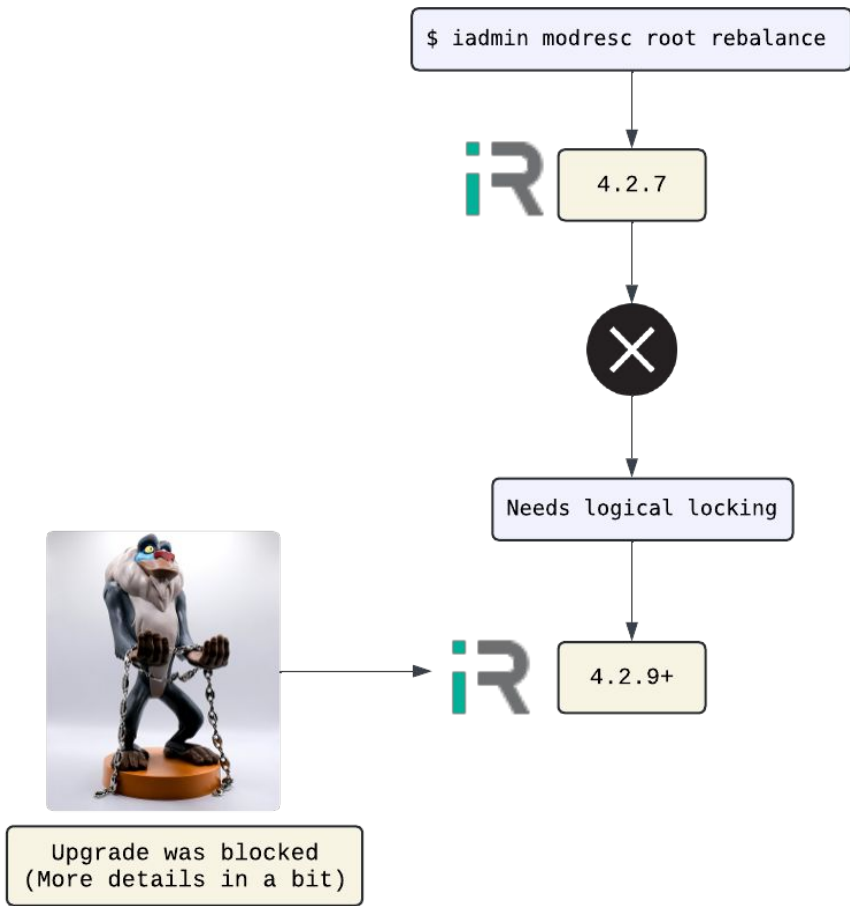 $ iadmin modresc root rebalance
iR
4.2.7
Needs logical locking
iR
4.2.9+
Upgrade was blocked
(More details in a bit)